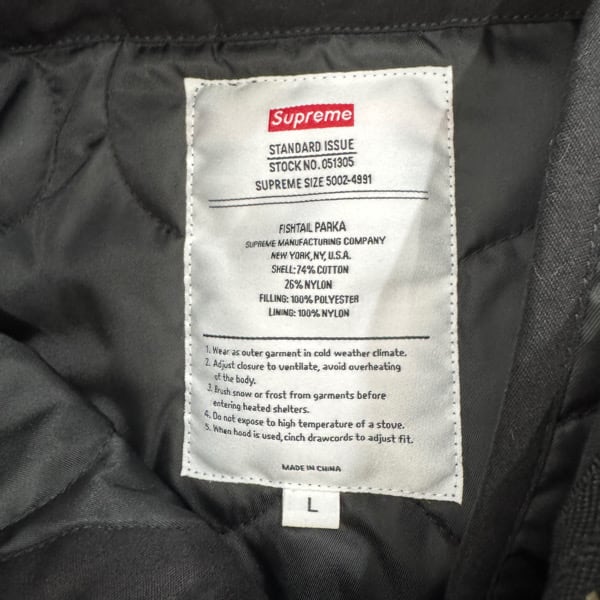 Supreme
STANDARD ISSUE
STOCK NO. 051305
SUPREME SIZE 5002-4991
FISHTAIL PARKA
SUPREME MANUFACTURING COMPANY
NEW YORK, NY, U.S.A.
SHELL: 74% COTTON
26% NYLON
FILLING: 100% POLYESTER
LINING: 100% NYLON
1. Wear as outer garment in cold weather climate.
2. Adjust closure to ventilate, avoid overheating
of the body.
3. Brush snow or frost from garments before
entering heated shelters.
4. Do not expose to high temperature of a stove.
5. When hood is used, cinch drawcords to adjust fit.
MADE IN CHINA
L